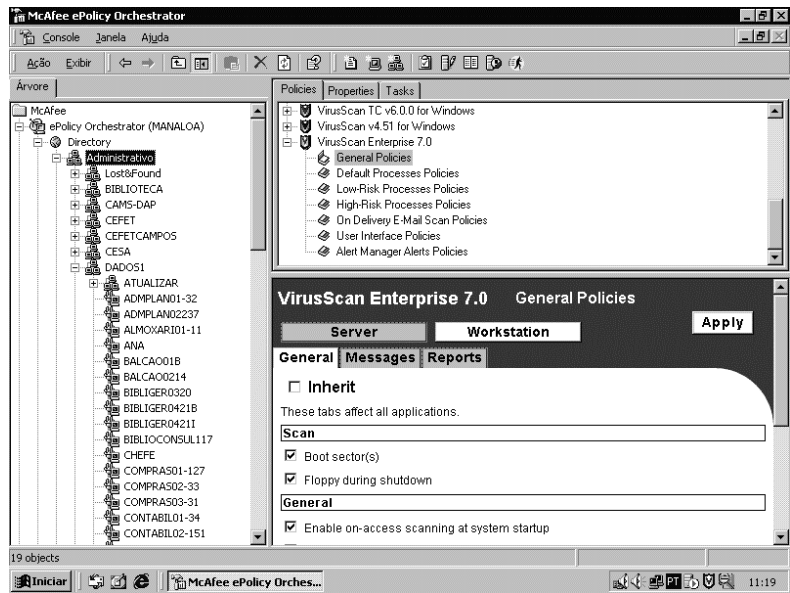 McAfee ePolicy Orchestrator
Console Janela Ajuda
Ação Exibir
Árvore
McAfee
ePolicy Orchestrator (MANALOA)
Directory
Administrativo
Lost&Found
BIBLIOTECA
CAMS-DAP
CEFET
CEFETCAMPOS
CESA
DADOS1
ATUALIZAR
ADMPLAN01-32
ADMPLAN02237
ALMOXARI01-11
ANA
BALCAO01B
BALCAO0214
BIBLIGER0320
BIBLIGER0421B
BIBLIGER0421I
BIBLIOCONSUL117
CHEFE
COMPRAS01-127
COMPRAS02-33
COMPRAS03-31
CONTABIL01-34
CONTABIL02-151
Policies Properties Tasks
VirusScan TC v6.0.0 for Windows
VirusScan v4.51 for Windows
VirusScan Enterprise 7.0
General Policies
Default Processes Policies
Low-Risk Processes Policies
High-Risk Processes Policies
On Delivery E-Mail Scan Policies
User Interface Policies
Alert Manager Alerts Policies
VirusScan Enterprise 7.0 General Policies
Server Workstation Apply
General Messages Reports
Inherit
These tabs affect all applications.
Scan
Boot sector(s)
Floppy during shutdown
General
Enable on-access scanning at system startup
19 objects
Iniciar McAfee ePolicy Orches... PT 11:19